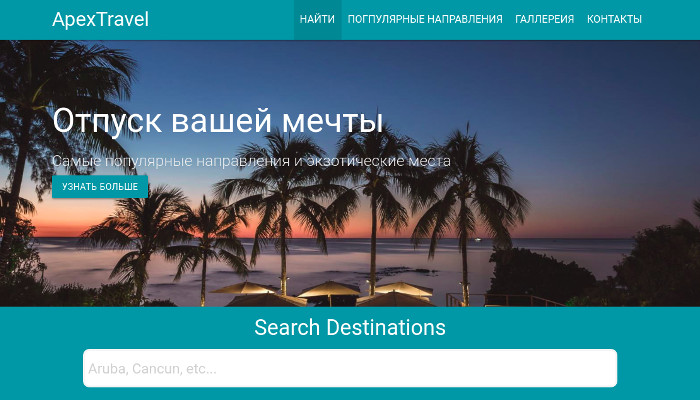 ApexTravel
НАЙТИ ПОГПУЛЯРНЫЕ НАПРАВЛЕНИЯ ГАЛЛЕРЕИЯ КОНТАКТЫ
Отпуск вашей мечты
Самые популярные направления и экзотические места
УЗНАТЬ БОЛЬШЕ
Search Destinations
Aruba, Cancun, etc...